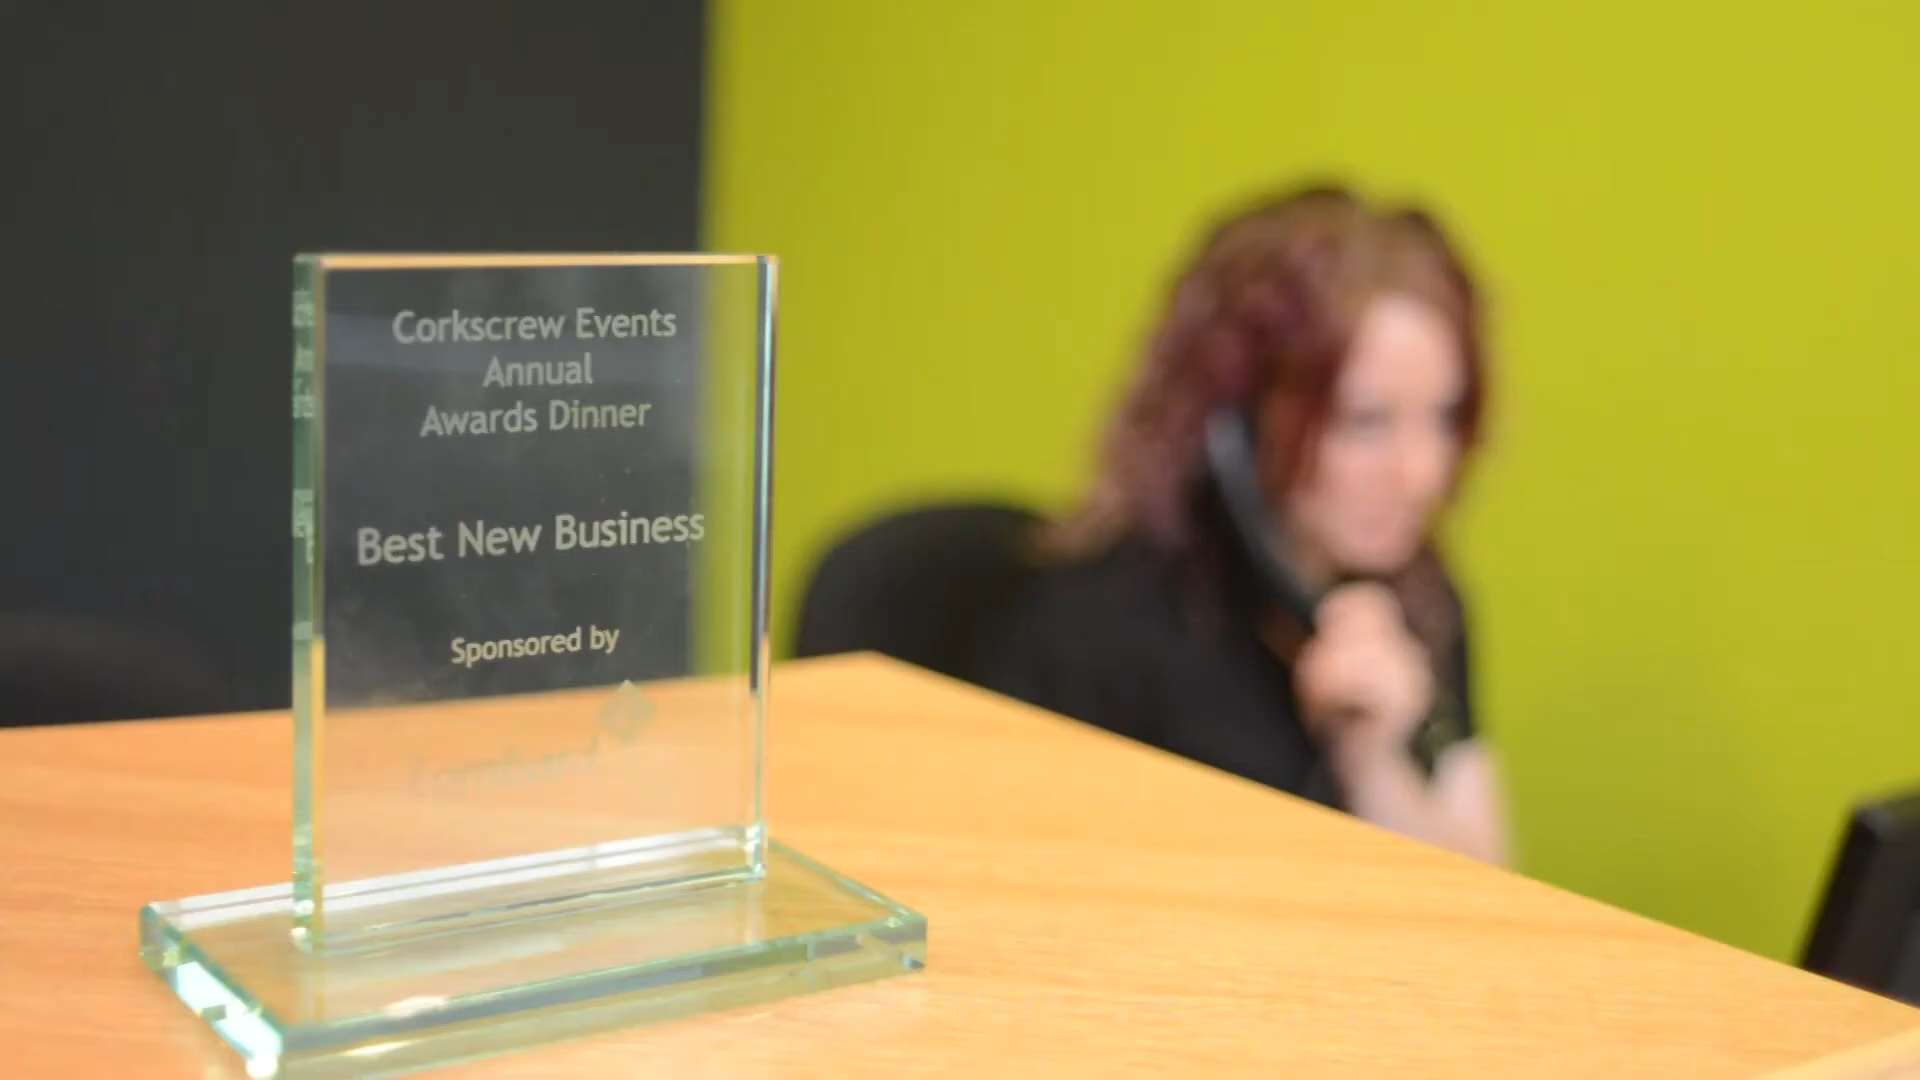 Corkscrew Events
Annual
Awards Dinner
Best New Business
Sponsored by